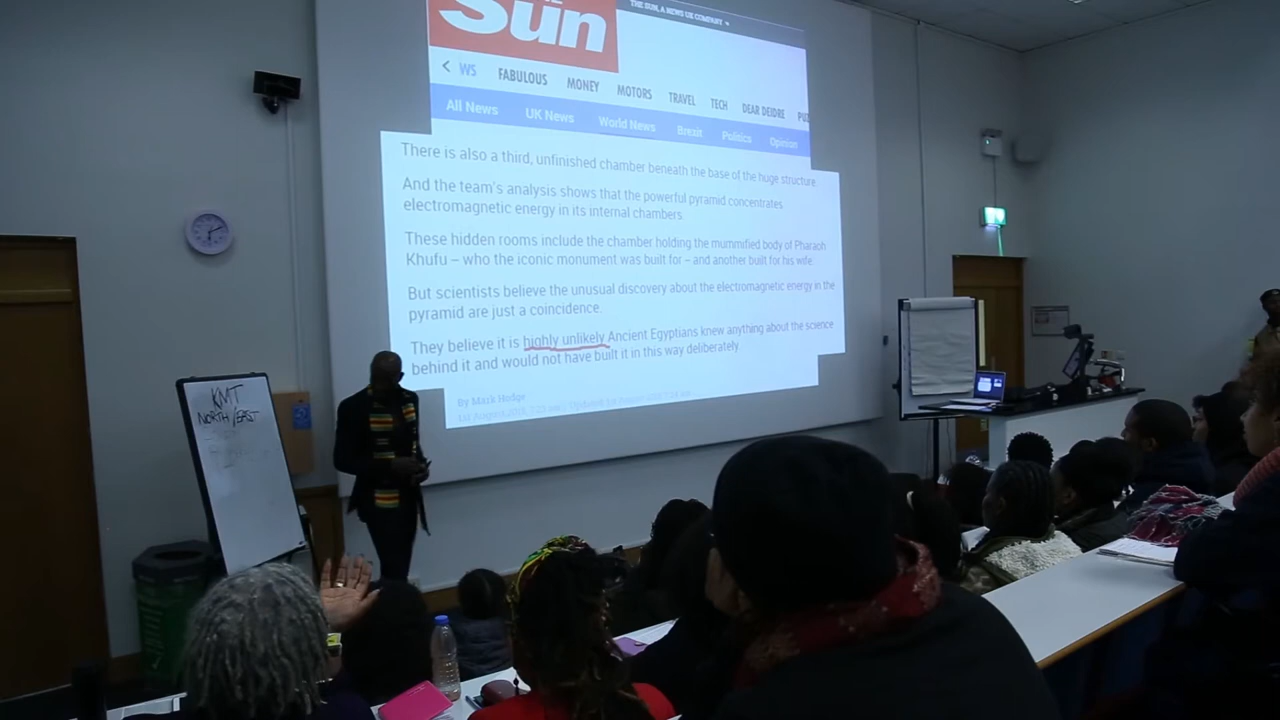 Sun
THE SUN, A NEWS UK COMPANY
WS FABULOUS MONEY MOTORS TRAVEL TECH DEAR DEIDRE
All News UK News World News Brexit Politics Opinion
There is also a third, unfinished chamber beneath the base of the huge structure.
And the team's analysis shows that the powerful pyramid concentrates
electromagnetic energy in its internal chambers.
These hidden rooms include the chamber holding the mummified body of Pharaoh
Khufu – who the iconic monument was built for – and another built for his wife.
But scientists believe the unusual discovery about the electromagnetic energy in the
pyramid are just a coincidence.
They believe it is highly unlikely Ancient Egyptians knew anything about the science
behind it and would not have built it in this way deliberately.
By Mark Hodge
KMT
NORTH/EAST